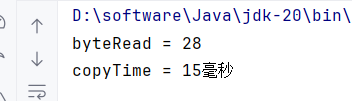 D:\software\Java\jdk-20\bin\
byteRead = 28
copyTime = 15毫秒